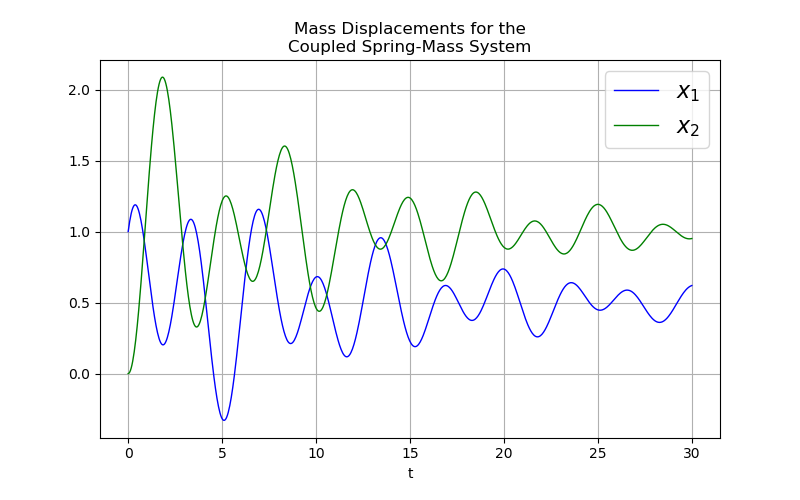 Mass Displacements for the
Coupled Spring-Mass System
2.0
1.5
1.0
0.5
0.0
x₁
x₂
0 5 10 15 20 25 30
t